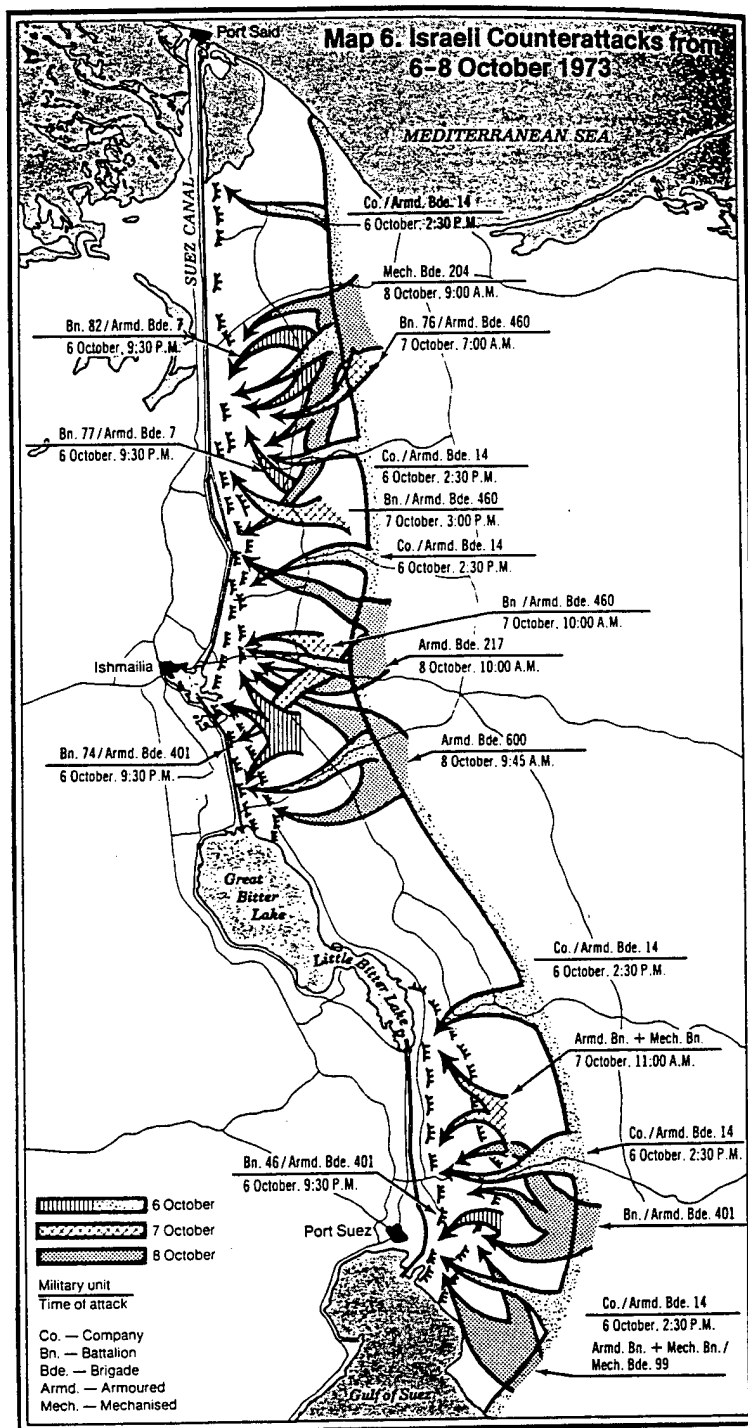 Port Said
Map 6. Israeli Counterattacks from
6–8 October 1973
MEDITERRANEAN SEA
SUEZ CANAL
Co./Armd. Bde. 14
6 October, 2:30 P.M.
Mech. Bde. 204
8 October, 9:00 A.M.
Bn. 82/Armd. Bde. 7
6 October, 9:30 P.M.
Bn. 76/Armd. Bde. 460
7 October, 7:00 A.M.
Bn. 77/Armd. Bde. 7
6 October, 9:30 P.M.
Co./Armd. Bde. 14
6 October, 2:30 P.M.
Bn./Armd. Bde. 460
7 October, 3:00 P.M.
Co./Armd. Bde. 14
6 October, 2:30 P.M.
Bn./Armd. Bde. 460
7 October, 10:00 A.M.
Ishmailia
Armd. Bde. 217
8 October, 10:00 A.M.
Bn. 74/Armd. Bde. 401
6 October, 9:30 P.M.
Armd. Bde. 600
8 October, 9:45 A.M.
Great
Bitter
Lake
Little Bitter Lake
Co./Armd. Bde. 14
6 October, 2:30 P.M.
Armd. Bn. + Mech. Bn.
7 October, 11:00 A.M.
Co./Armd. Bde. 14
6 October, 2:30 P.M.
Bn. 46/Armd. Bde. 401
6 October, 9:30 P.M.
Bn./Armd. Bde. 401
Port Suez
Co./Armd. Bde. 14
6 October, 2:30 P.M.
Armd. Bn. + Mech. Bn./
Mech. Bde. 99
Gulf of Suez
6 October
7 October
8 October
Military unit
Time of attack
Co. — Company
Bn. — Battalion
Bde. — Brigade
Armd. — Armoured
Mech. — Mechanised